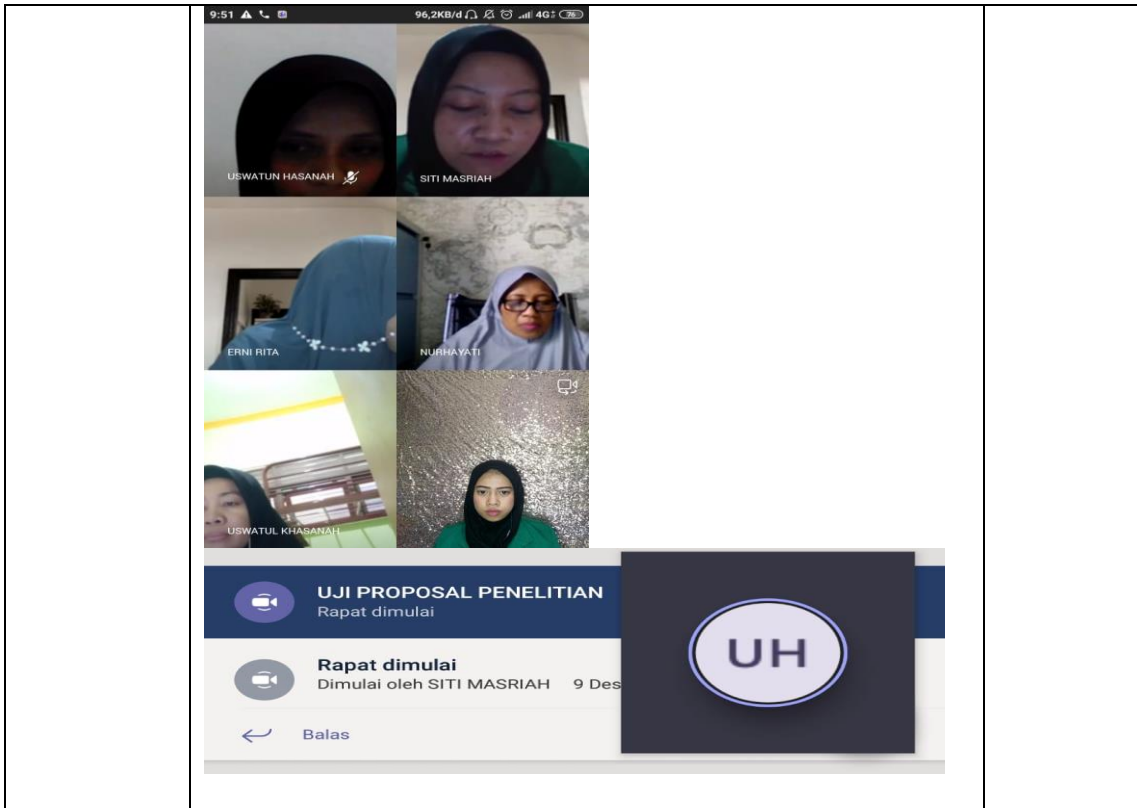 9:51 96,2KB/d 4G 76
USWATUN HASANAH
SITI MASRIAH
ERNI RITA
NURHAYATI
USWATUL KHASANAH
UJI PROPOSAL PENELITIAN
Rapat dimulai
Rapat dimulai
Dimulai oleh SITI MASRIAH 9 Des
Balas
UH